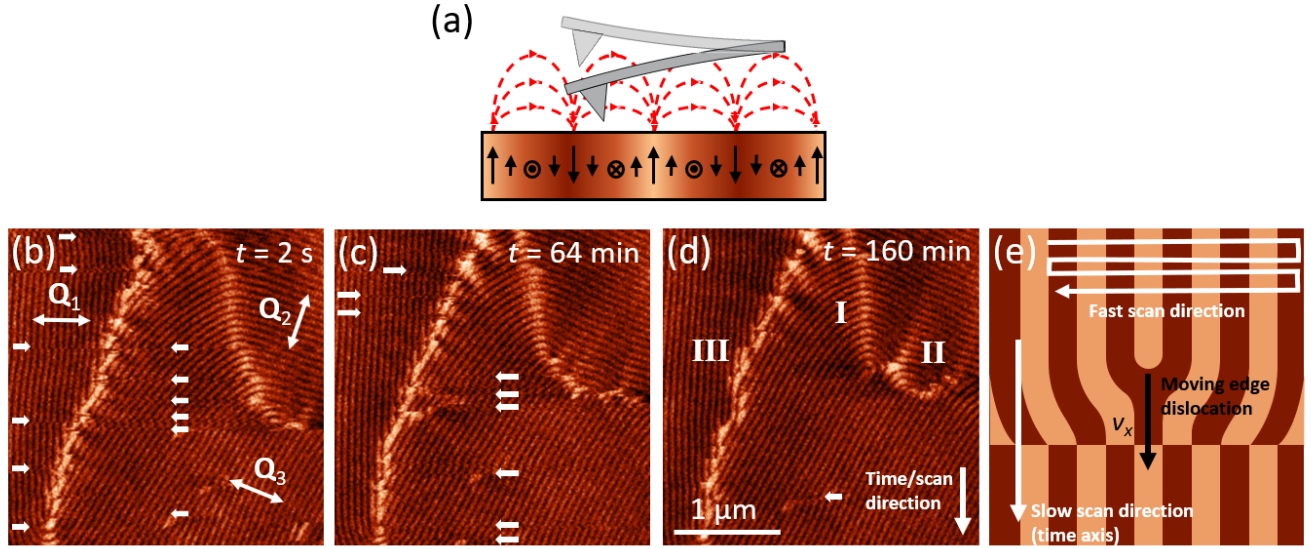 (a)
(b)
t = 2 s
Q1
Q2
Q3
(c)
t = 64 min
(d)
t = 160 min
I
II
III
Time/scan
direction
1 μm
(e)
Fast scan direction
Moving edge
dislocation
vx
Slow scan direction
(time axis)